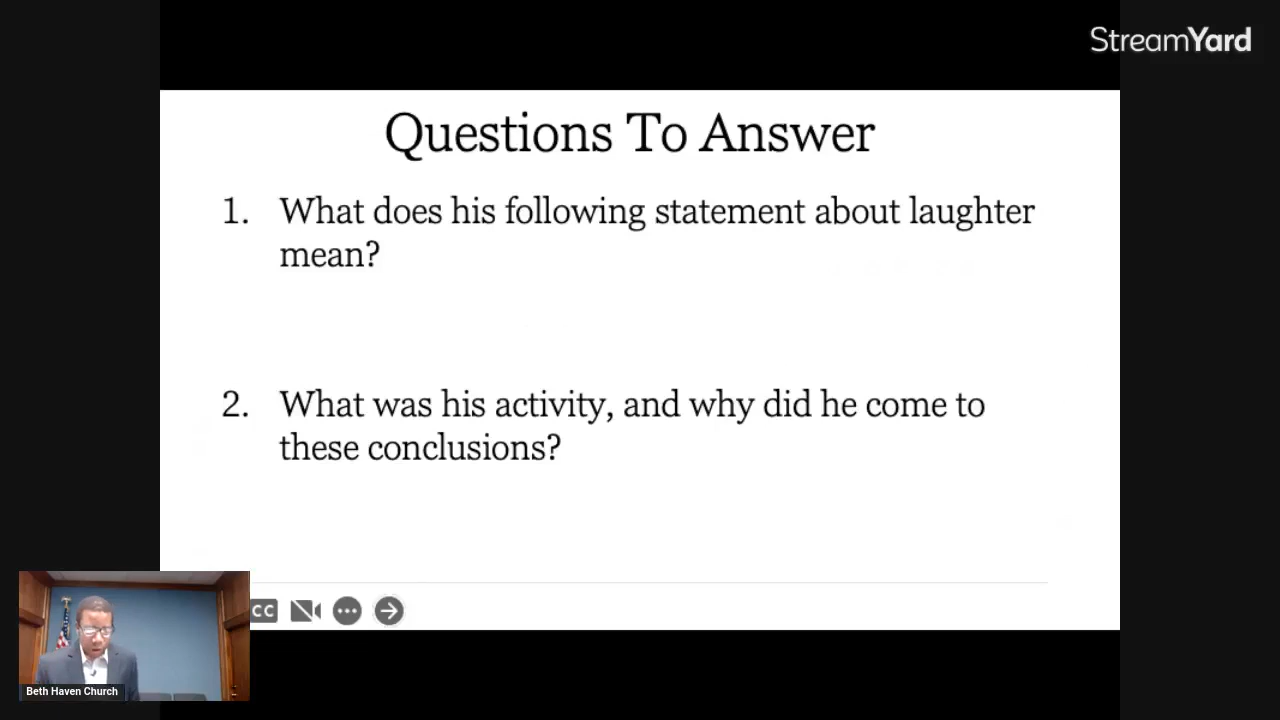 StreamYard
Questions To Answer
1. What does his following statement about laughter
mean?
2. What was his activity, and why did he come to
these conclusions?
CC
Beth Haven Church